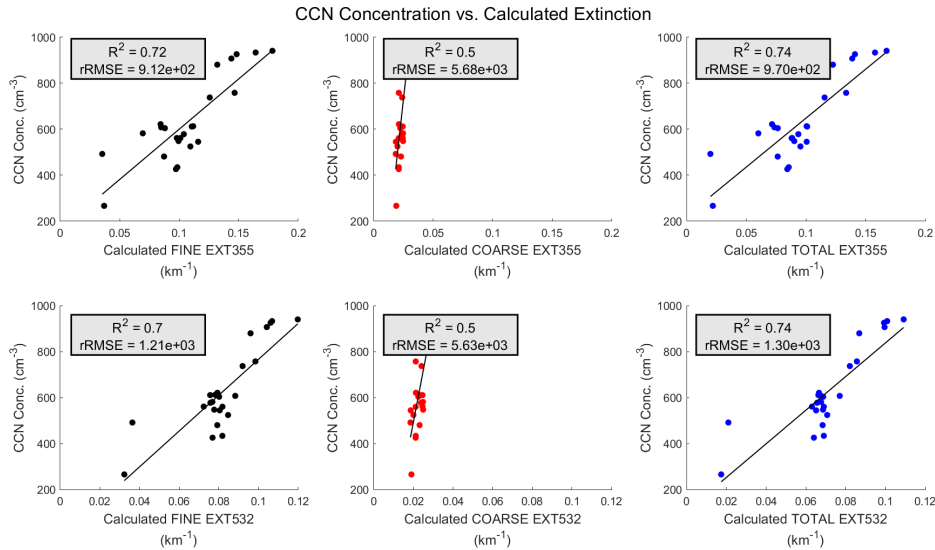 CCN Concentration vs. Calculated Extinction
R² = 0.72
rRMSE = 9.12e+02
CCN Conc. (cm⁻³)
1000
800
600
400
200
0
0.05
0.1
0.15
0.2
Calculated FINE EXT355
(km⁻¹)
R² = 0.5
rRMSE = 5.68e+03
CCN Conc. (cm⁻³)
1000
800
600
400
200
0
0.05
0.1
0.15
0.2
Calculated COARSE EXT355
(km⁻¹)
R² = 0.74
rRMSE = 9.70e+02
CCN Conc. (cm⁻³)
1000
800
600
400
200
0
0.05
0.1
0.15
0.2
Calculated TOTAL EXT355
(km⁻¹)
R² = 0.7
rRMSE = 1.21e+03
CCN Conc. (cm⁻³)
1000
800
600
400
200
0
0.02
0.04
0.06
0.08
0.1
0.12
Calculated FINE EXT532
(km⁻¹)
R² = 0.5
rRMSE = 5.63e+03
CCN Conc. (cm⁻³)
1000
800
600
400
200
0
0.02
0.04
0.06
0.08
0.1
0.12
Calculated COARSE EXT532
(km⁻¹)
R² = 0.74
rRMSE = 1.30e+03
CCN Conc. (cm⁻³)
1000
800
600
400
200
0
0.02
0.04
0.06
0.08
0.1
0.12
Calculated TOTAL EXT532
(km⁻¹)